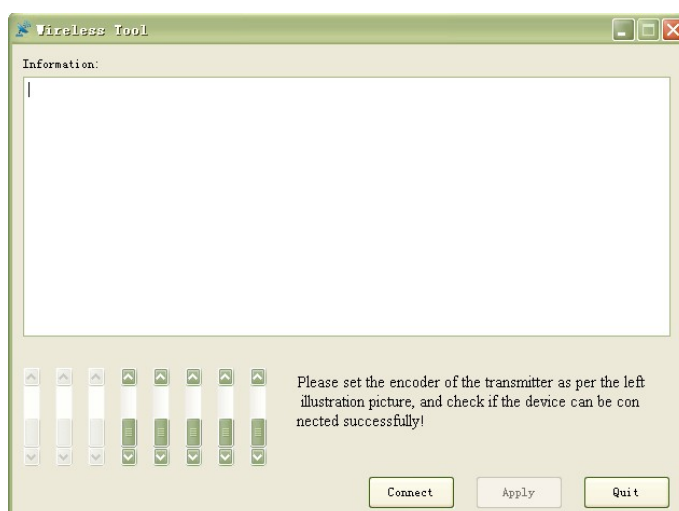 Wireless Tool
Information:
Please set the encoder of the transmitter as per the left
illustration picture, and check if the device can be con
nected successfully!
Connect Apply Quit